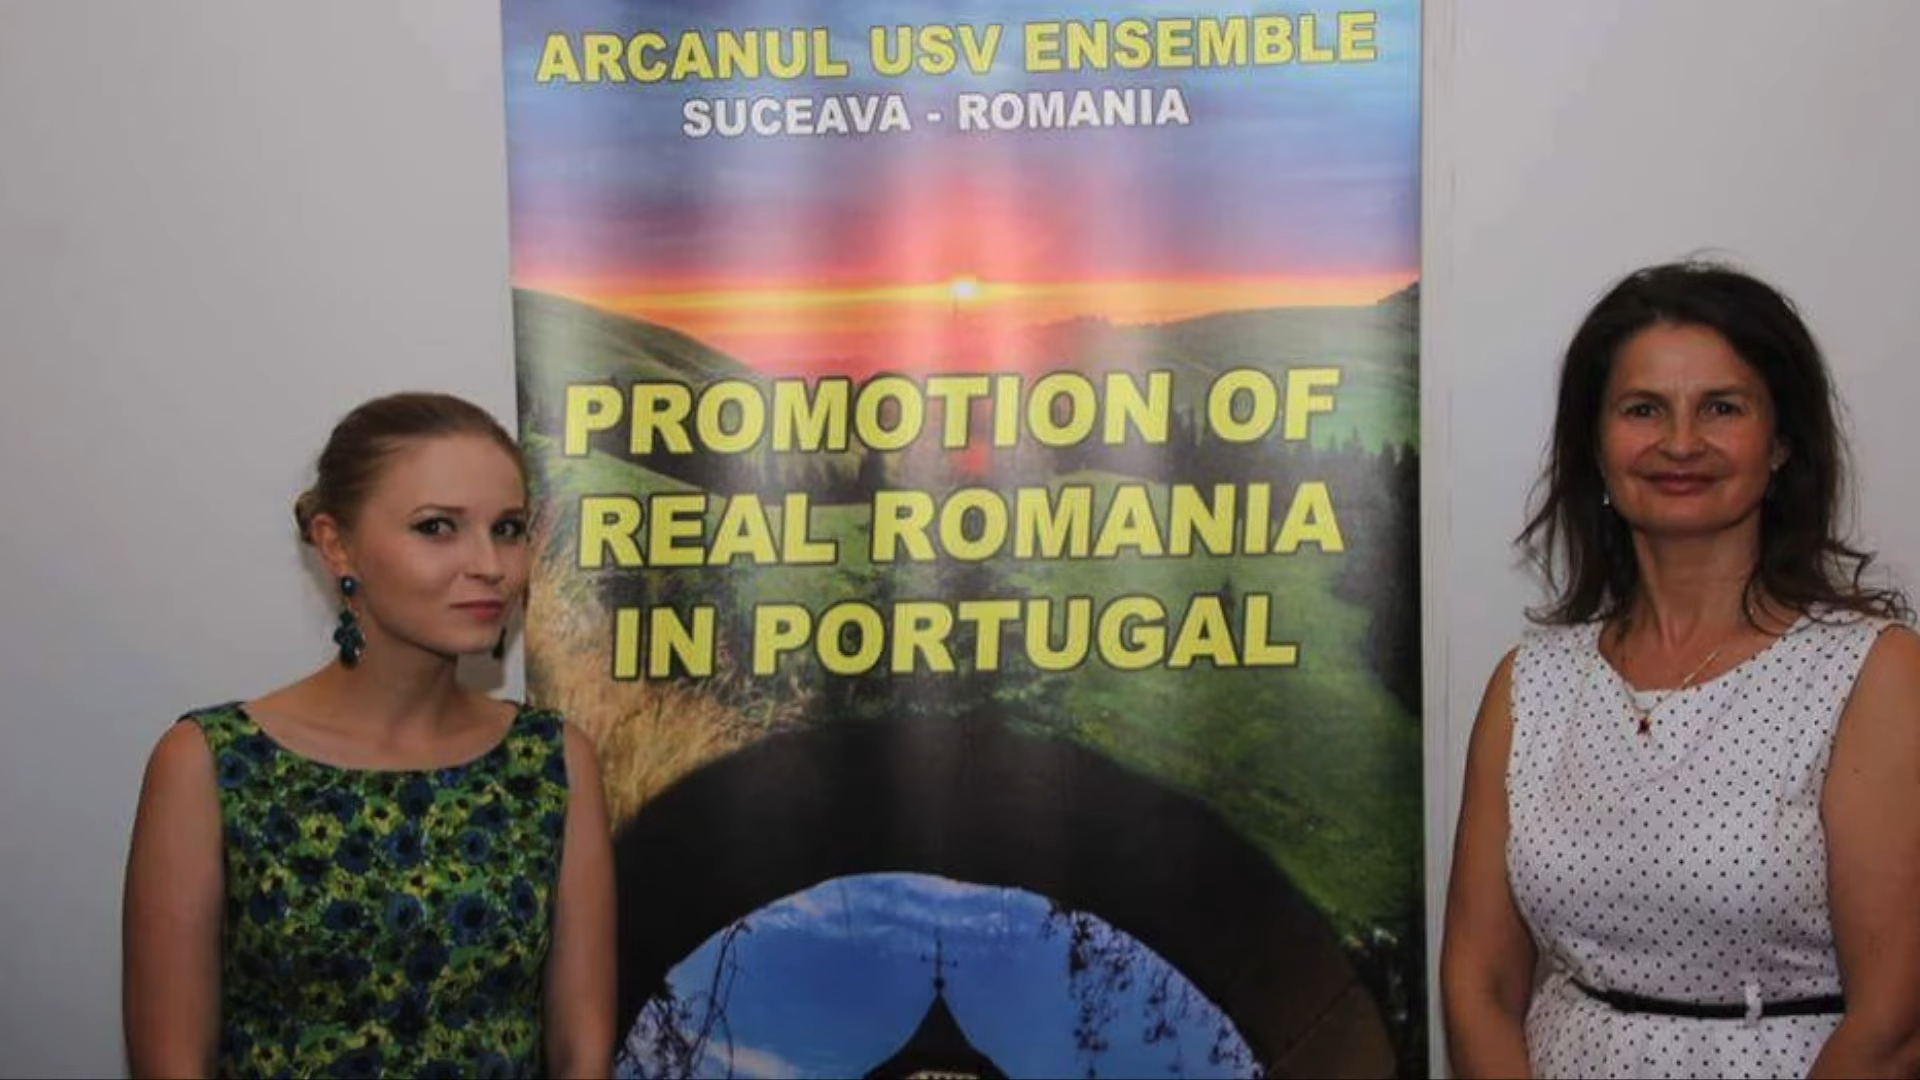 ARCANUL USV ENSEMBLE
SUCEAVA - ROMANIA
PROMOTION OF
REAL ROMANIA
IN PORTUGAL